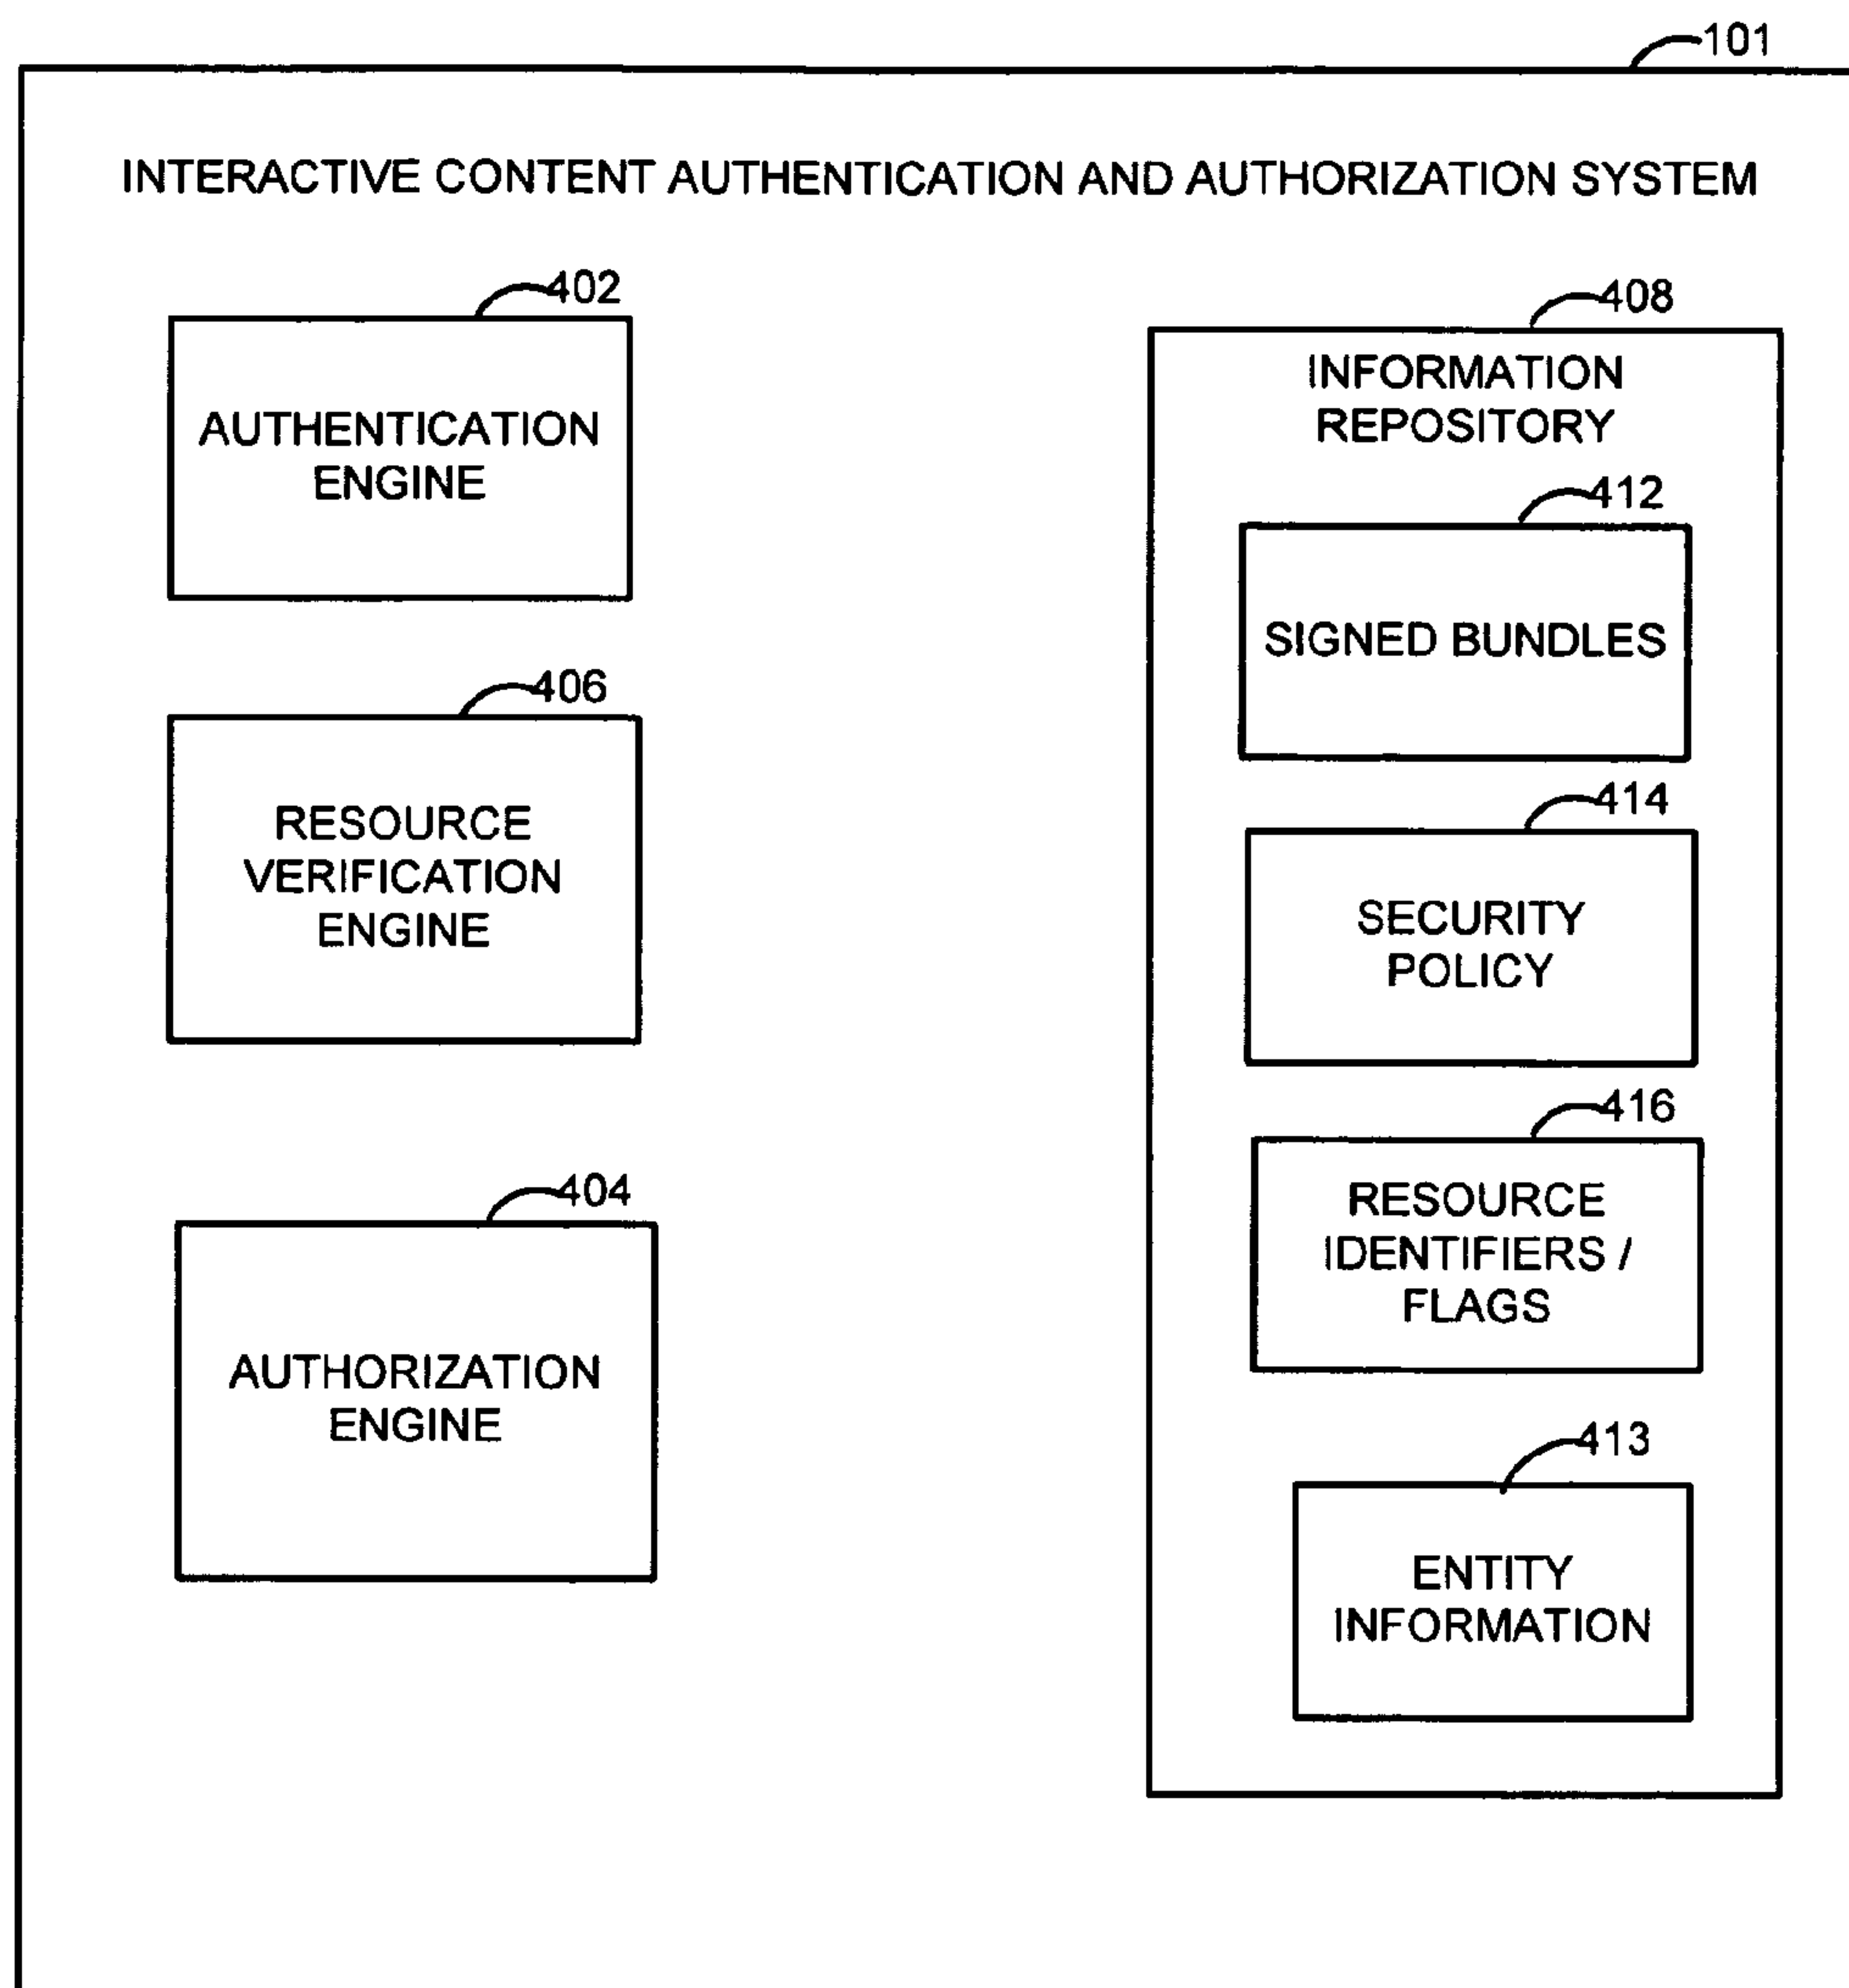 101
INTERACTIVE CONTENT AUTHENTICATION AND AUTHORIZATION SYSTEM
402
AUTHENTICATION
ENGINE
406
RESOURCE
VERIFICATION
ENGINE
404
AUTHORIZATION
ENGINE
408
INFORMATION
REPOSITORY
412
SIGNED BUNDLES
414
SECURITY
POLICY
416
RESOURCE
IDENTIFIERS /
FLAGS
413
ENTITY
INFORMATION